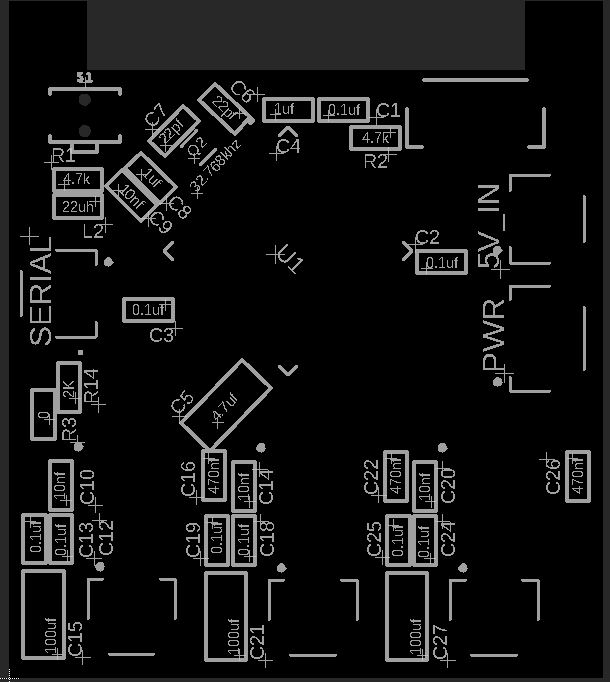 S1
C6
22pf
C7
22pf
Q2
32.768khz
1uf
C4
0.1uf
C1
4.7k
R2
R1
4.7k
22uh
L2
1uf
C8
10nf
C9
5V_IN
C2
0.1uf
U1
SERIAL
0.1uf
C3
PWR
2K
R14
0
R3
C5
4.7uf
10nf
C10
C16
470nf
10nf
C14
C22
470nf
10nf
C20
C26
470nf
0.1uf
0.1uf
C13
C12
C19
0.1uf
0.1uf
C18
C25
0.1uf
0.1uf
C24
100uf
C15
100uf
C21
100uf
C27